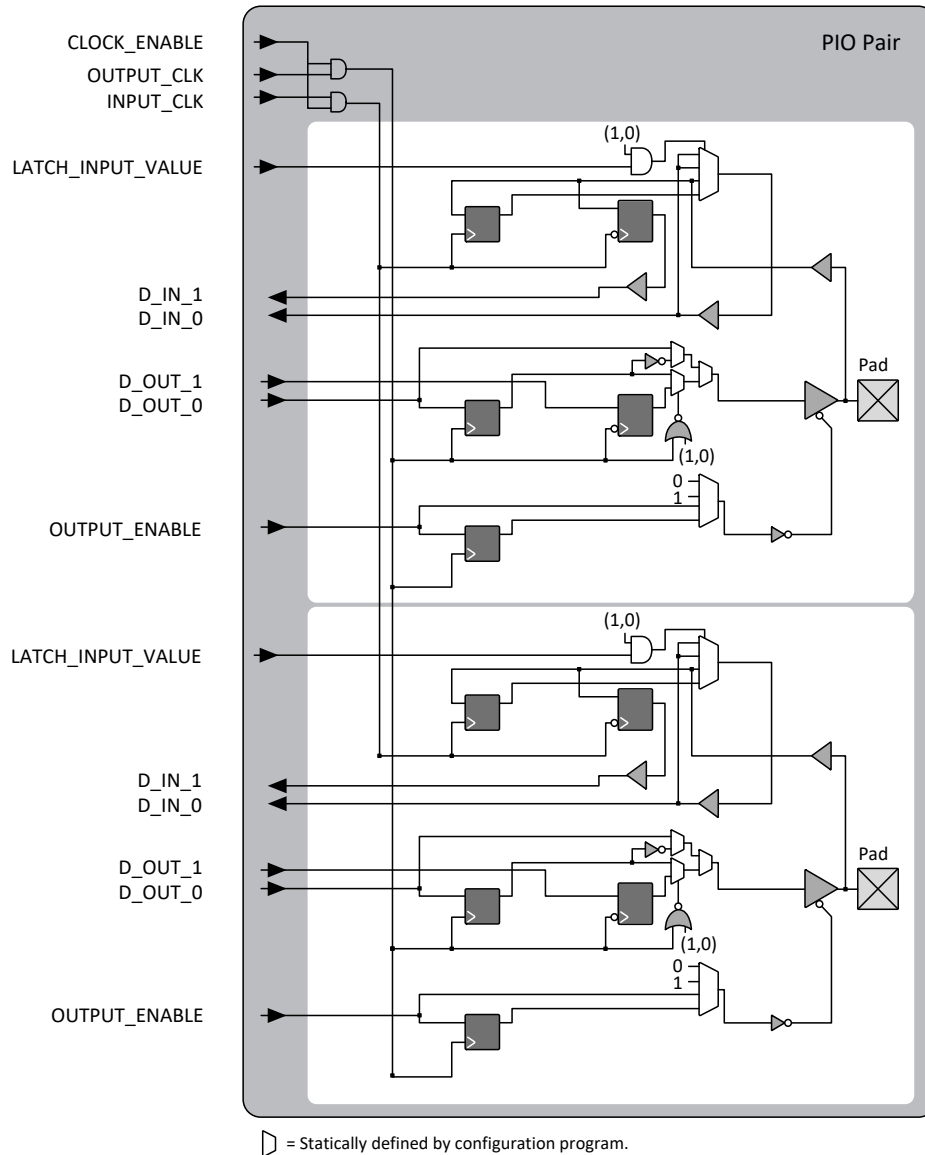 CLOCK_ENABLE
PIO Pair
OUTPUT_CLK
INPUT_CLK
(1,0)
LATCH_INPUT_VALUE
D_IN_1
D_IN_0
Pad
D_OUT_1
D_OUT_0
(1,0)
0
1
OUTPUT_ENABLE
(1,0)
LATCH_INPUT_VALUE
D_IN_1
D_IN_0
Pad
D_OUT_1
D_OUT_0
(1,0)
0
1
OUTPUT_ENABLE
= Statically defined by configuration program.